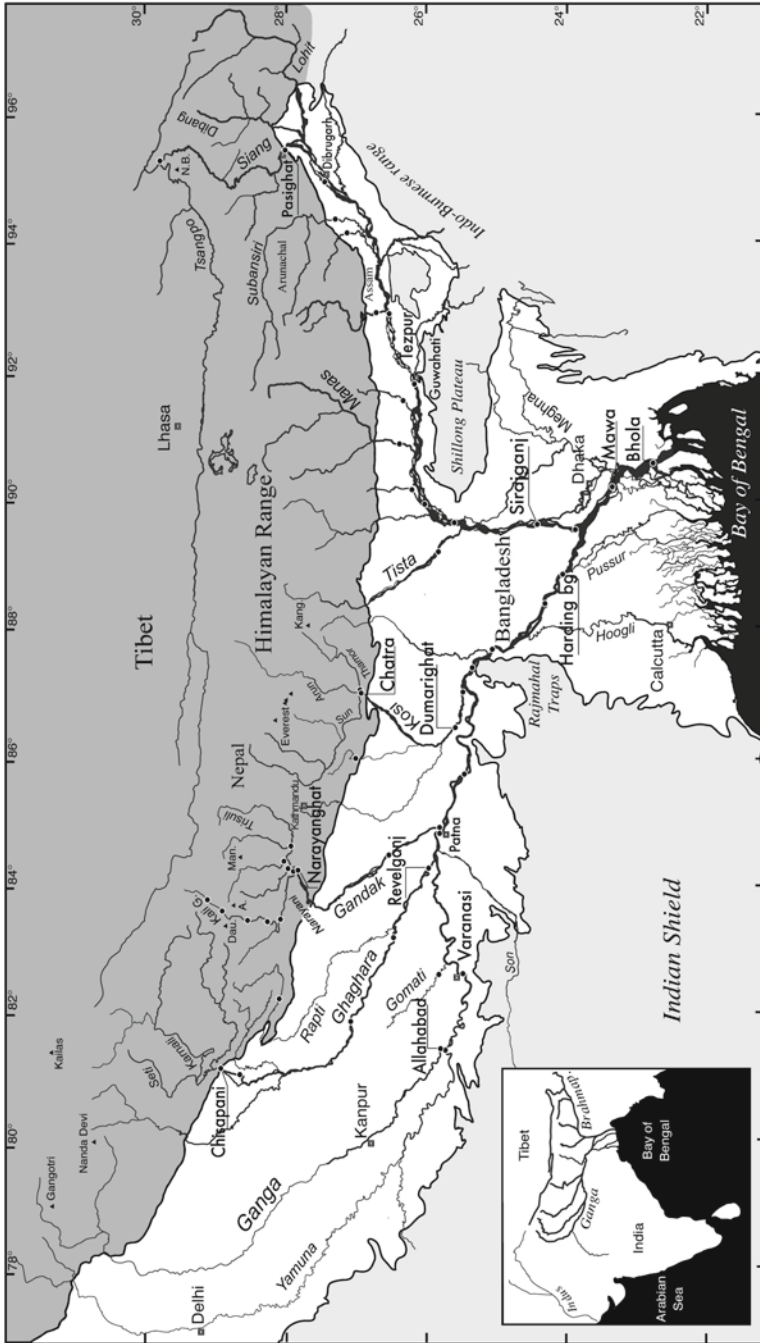 30°
28°
26°
24°
22°
78°
80°
82°
84°
86°
88°
90°
92°
94°
96°
Tibet
Himalayan Range
Nepal
Lhasa
Tsangpo
N.B.
Siang
Dibang
Lohit
Pasighat
Dibrugarh
Subansiri
Arunachal
Assam
Indo-Burmese range
Manas
Tezpur
Guwahati
Shillong Plateau
Meghna
Kailas
Gangotri
Nanda Devi
Seti
Karnali
Chisapani
Kali G.
Dau.
A.
Man.
Trisuli
Kathmandu
Narayanghat
Narayani
Everest
Sun
Arun
Thamor
Kang.
Chatra
Kosi
Tista
Delhi
Ganga
Yamuna
Kanpur
Rapti
Ghaghara
Gomati
Gandak
Revelganj
Patna
Allahabad
Varanasi
Son
Dumarighat
Rajmahal
Traps
Bangladesh
Sirajganj
Dhaka
Harding bg.
Mawa
Bhola
Pussur
Hoogli
Calcutta
Bay of Bengal
Indian Shield
Tibet
Brahmap.
Ganga
Indus
India
Bay of
Bengal
Arabian
Sea